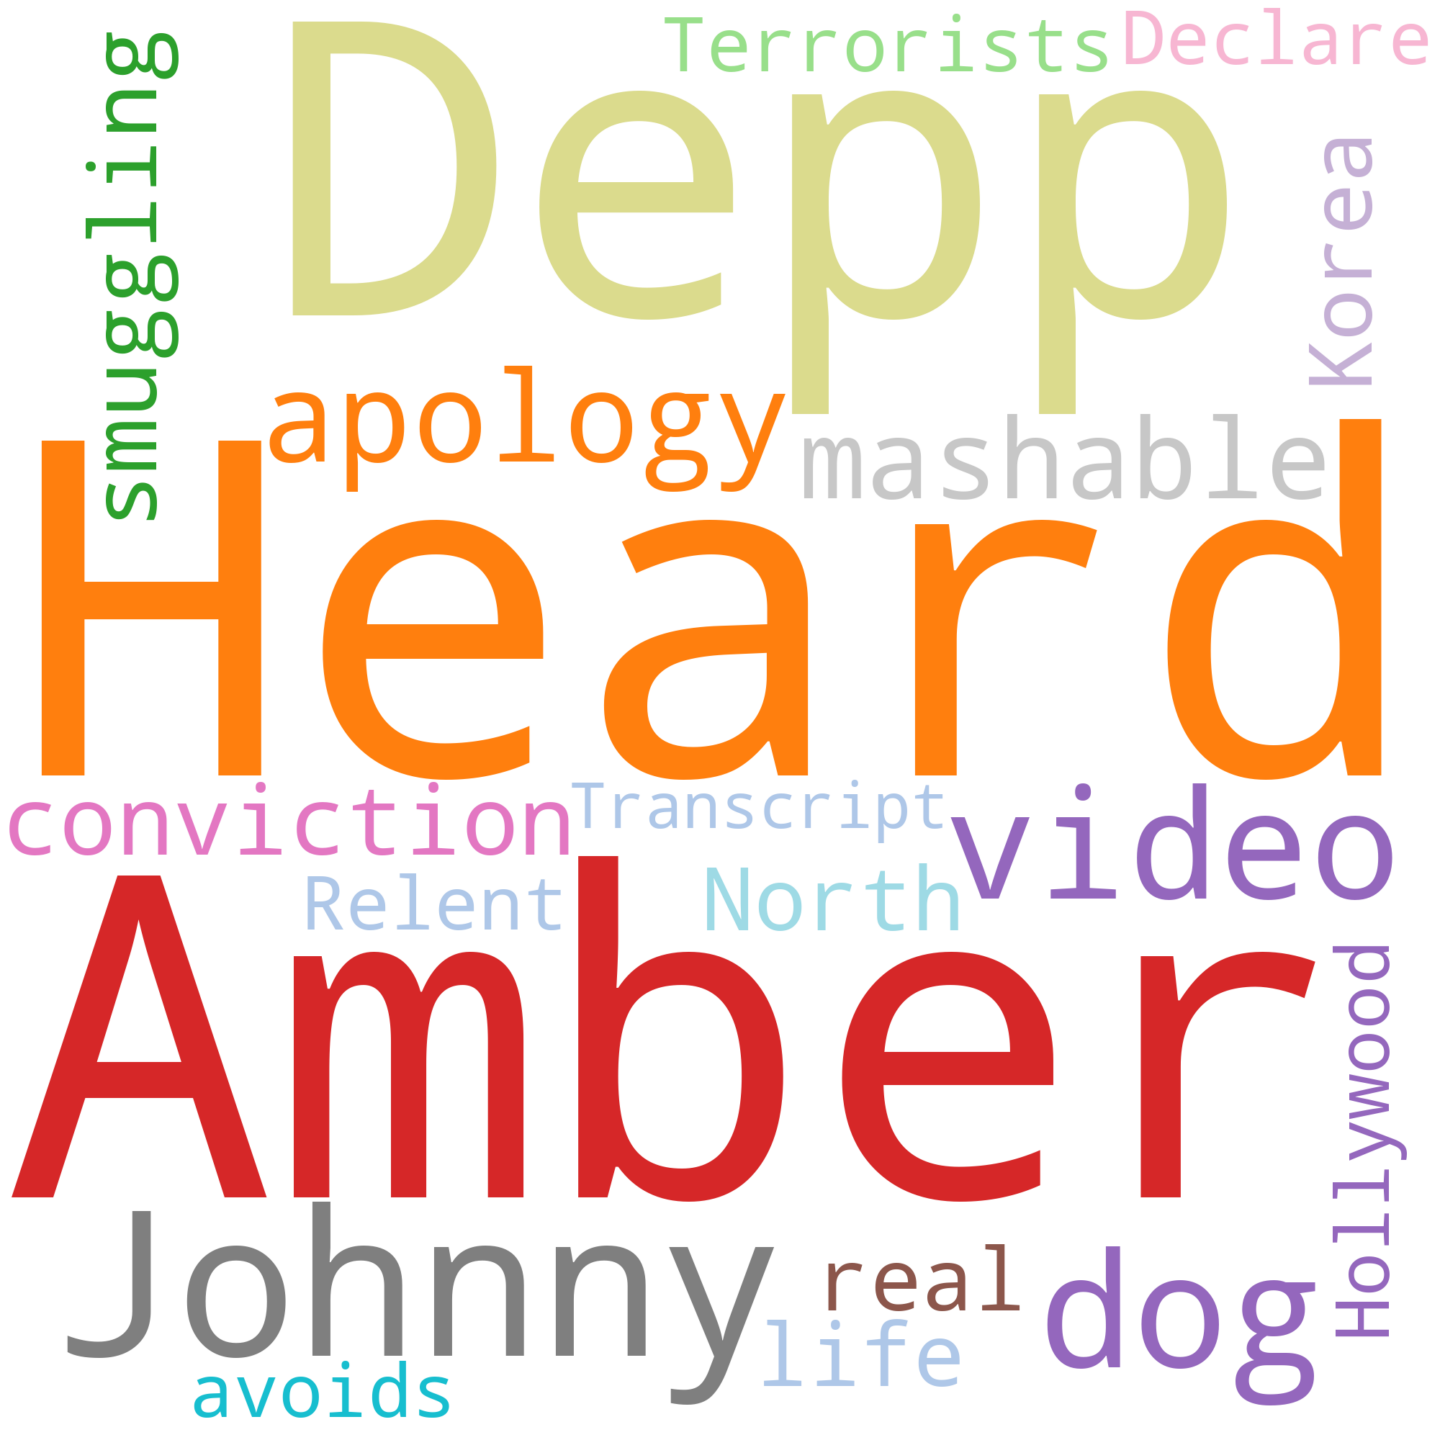 Terrorists
Declare
Depp
smuggling
Korea
apology
mashable
Heard
conviction
Transcript
video
Relent
North
Amber
Hollywood
Johnny
real
dog
life
avoids